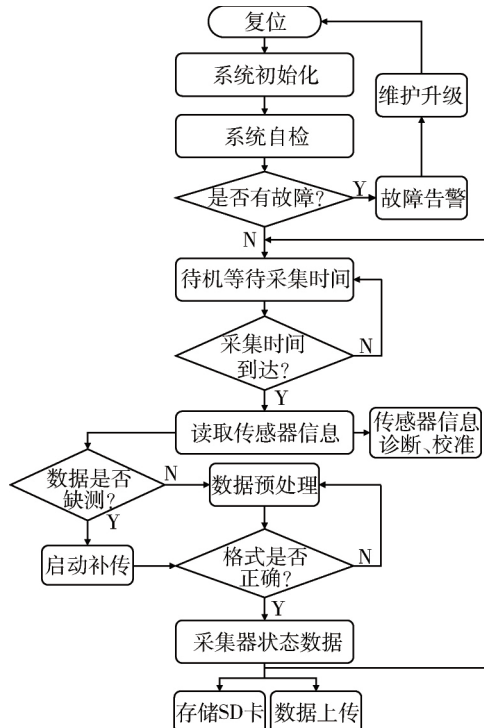 复位
系统初始化
维护升级
系统自检
是否有故障?
Y
故障告警
N
待机等待采集时间
采集时间
到达?
N
Y
读取传感器信息
传感器信息
诊断、校准
数据是否
缺测?
N
Y
数据预处理
启动补传
格式是否
正确?
N
Y
采集器状态数据
存储SD卡
数据上传